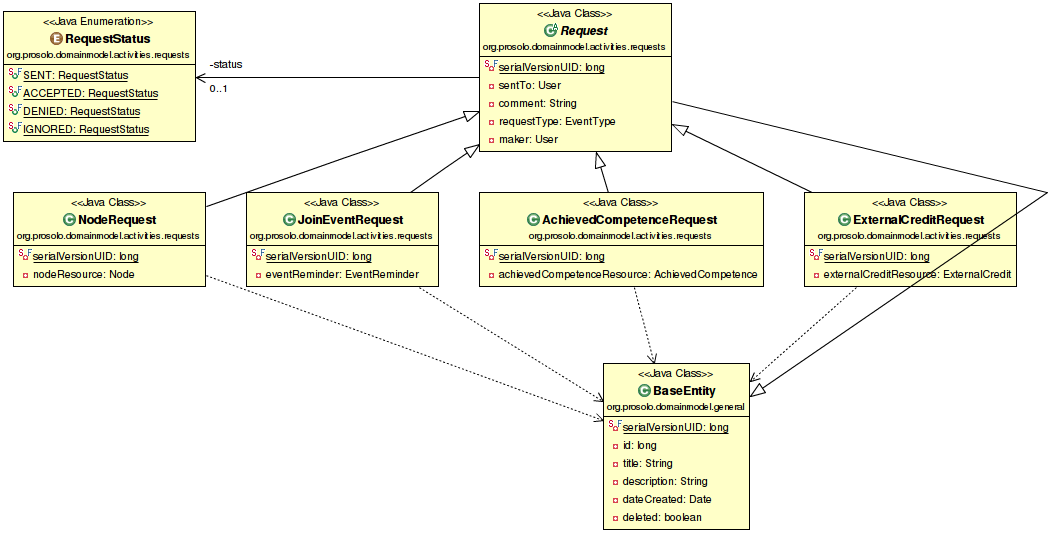 <<Java Enumeration>>
RequestStatus
org.prosolo.domainmodel.activities.requests
SENT: RequestStatus
ACCEPTED: RequestStatus
DENIED: RequestStatus
IGNORED: RequestStatus
-status
0..1
<<Java Class>>
Request
org.prosolo.domainmodel.activities.requests
serialVersionUID: long
sentTo: User
comment: String
requestType: EventType
maker: User
<<Java Class>>
NodeRequest
org.prosolo.domainmodel.activities.requests
serialVersionUID: long
nodeResource: Node
<<Java Class>>
JoinEventRequest
org.prosolo.domainmodel.activities.requests
serialVersionUID: long
eventReminder: EventReminder
<<Java Class>>
AchievedCompetenceRequest
org.prosolo.domainmodel.activities.requests
serialVersionUID: long
achievedCompetenceResource: AchievedCompetence
<<Java Class>>
ExternalCreditRequest
org.prosolo.domainmodel.activities.requests
serialVersionUID: long
externalCreditResource: ExternalCredit
<<Java Class>>
BaseEntity
org.prosolo.domainmodel.general
serialVersionUID: long
id: long
title: String
description: String
dateCreated: Date
deleted: boolean